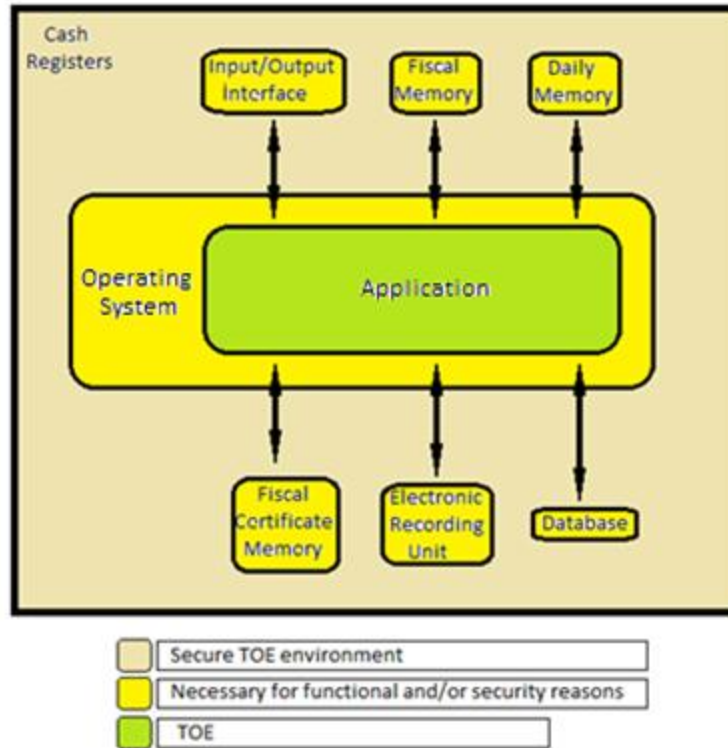 Cash
Registers
Input/Output
Interface
Fiscal
Memory
Daily
Memory
Operating
System
Application
Fiscal
Certificate
Memory
Electronic
Recording
Unit
Database
Secure TOE environment
Necessary for functional and/or security reasons
TOE